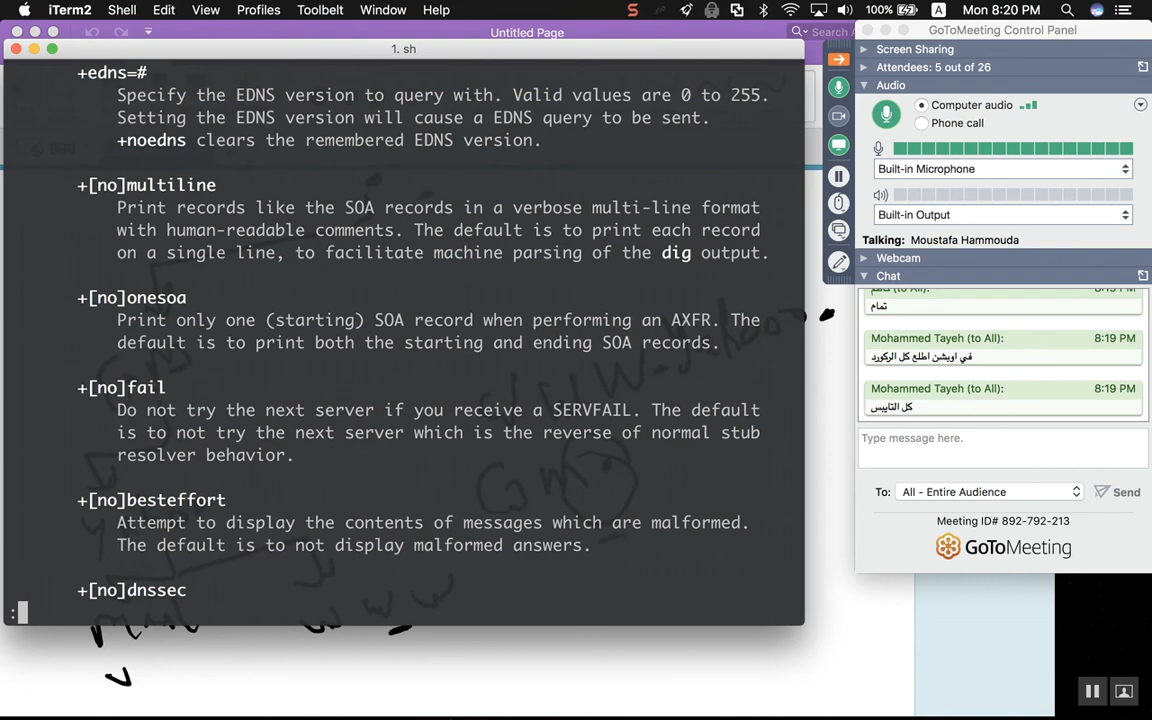 iTerm2 Shell Edit View Profiles Toolbelt Window Help
100% A Mon 8:20 PM
Untitled Page
Search
1. sh
+edns=#
Specify the EDNS version to query with. Valid values are 0 to 255.
Setting the EDNS version will cause a EDNS query to be sent.
+noedns clears the remembered EDNS version.
+[no]multiline
Print records like the SOA records in a verbose multi-line format
with human-readable comments. The default is to print each record
on a single line, to facilitate machine parsing of the dig output.
+[no]onesoa
Print only one (starting) SOA record when performing an AXFR. The
default is to print both the starting and ending SOA records.
+[no]fail
Do not try the next server if you receive a SERVFAIL. The default
is to not try the next server which is the reverse of normal stub
resolver behavior.
+[no]besteffort
Attempt to display the contents of messages which are malformed.
The default is to not display malformed answers.
+[no]dnssec
:
GoToMeeting Control Panel
Screen Sharing
Attendees: 5 out of 26
Audio
Computer audio
Phone call
Built-in Microphone
Built-in Output
Talking: Moustafa Hammouda
Webcam
Chat
(to All): 8:19 PM
تمام
Mohammed Tayeh (to All): 8:19 PM
في اوبشن اطلع كل الركورد
Mohammed Tayeh (to All): 8:19 PM
كل التايبس
Type message here.
To: All - Entire Audience Send
Meeting ID# 892-792-213
GoToMeeting
www